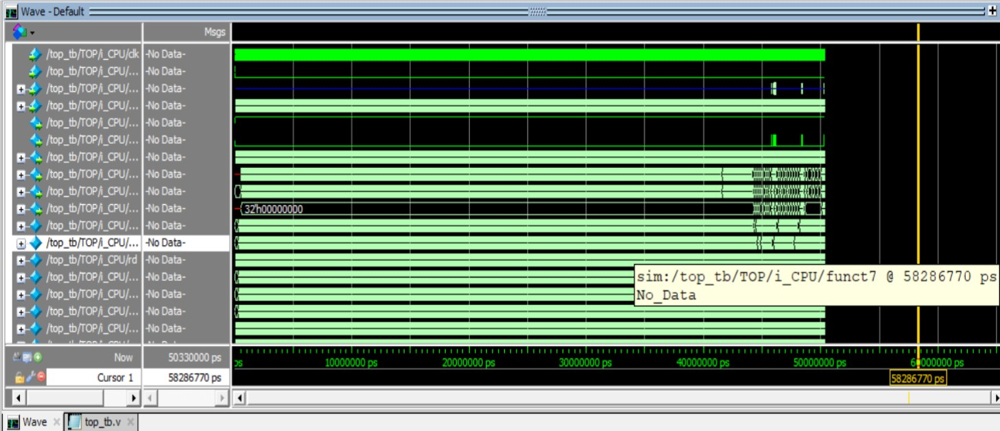 Wave - Default
Msgs
/top_tb/TOP/i_CPU/clk -No Data-
/top_tb/TOP/i_CPU/... -No Data-
/top_tb/TOP/i_CPU/... -No Data-
/top_tb/TOP/i_CPU/... -No Data-
/top_tb/TOP/i_CPU/... -No Data-
/top_tb/TOP/i_CPU/... -No Data-
/top_tb/TOP/i_CPU/... -No Data-
/top_tb/TOP/i_CPU/... -No Data-
/top_tb/TOP/i_CPU/... -No Data-
/top_tb/TOP/i_CPU/... -No Data- 32'h00000000
/top_tb/TOP/i_CPU/... -No Data-
/top_tb/TOP/i_CPU/... -No Data-
/top_tb/TOP/i_CPU/rd -No Data-
/top_tb/TOP/i_CPU/... -No Data-
/top_tb/TOP/i_CPU/... -No Data-
/top_tb/TOP/i_CPU/... -No Data-
/top_tb/TOP/i_CPU/... -No Data-
sim:/top_tb/TOP/i_CPU/funct7 @ 58286770 ps
No_Data
Now 50330000 ps
ps 10000000 ps 20000000 ps 30000000 ps 40000000 ps 50000000 ps 60000000 ps
Cursor 1 58286770 ps
58286770 ps
Wave top_tb.v